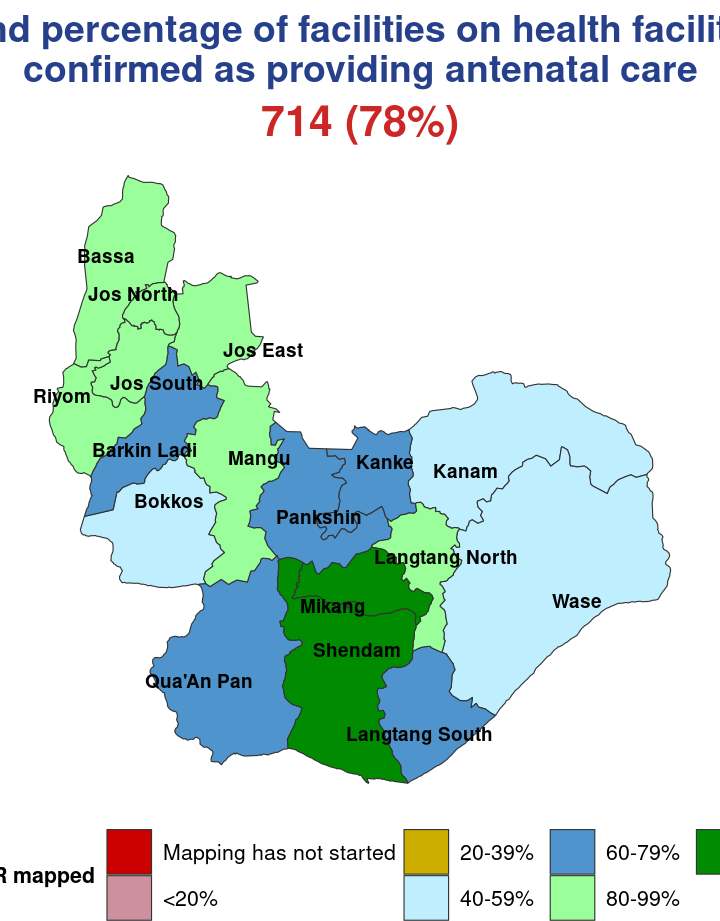 percentage of facilities on health
confirmed as providing antenatal care
714 (78%)
Bassa
Jos North
Jos East
Jos South
Riyom
Barkin Ladi
Mangu
Kanke
Kanam
Bokkos
Pankshin
Langtang North
Wase
Mikang
Shendam
Qua'An Pan
Langtang South
Mapping has not started
20-39%
60-79%
mapped
<20%
40-59%
80-99%